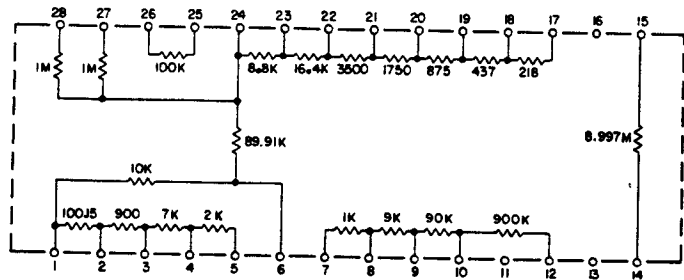 28 27 26 25 24 23 22 21 20 19 18 17 16 15
1M 1M 100K 8.8K 16.4K 3500 1750 875 437 218
89.91K 8.997M
10K
100J5 900 7K 2K 1K 9K 90K 900K
1 2 3 4 5 6 7 8 9 10 11 12 13 14